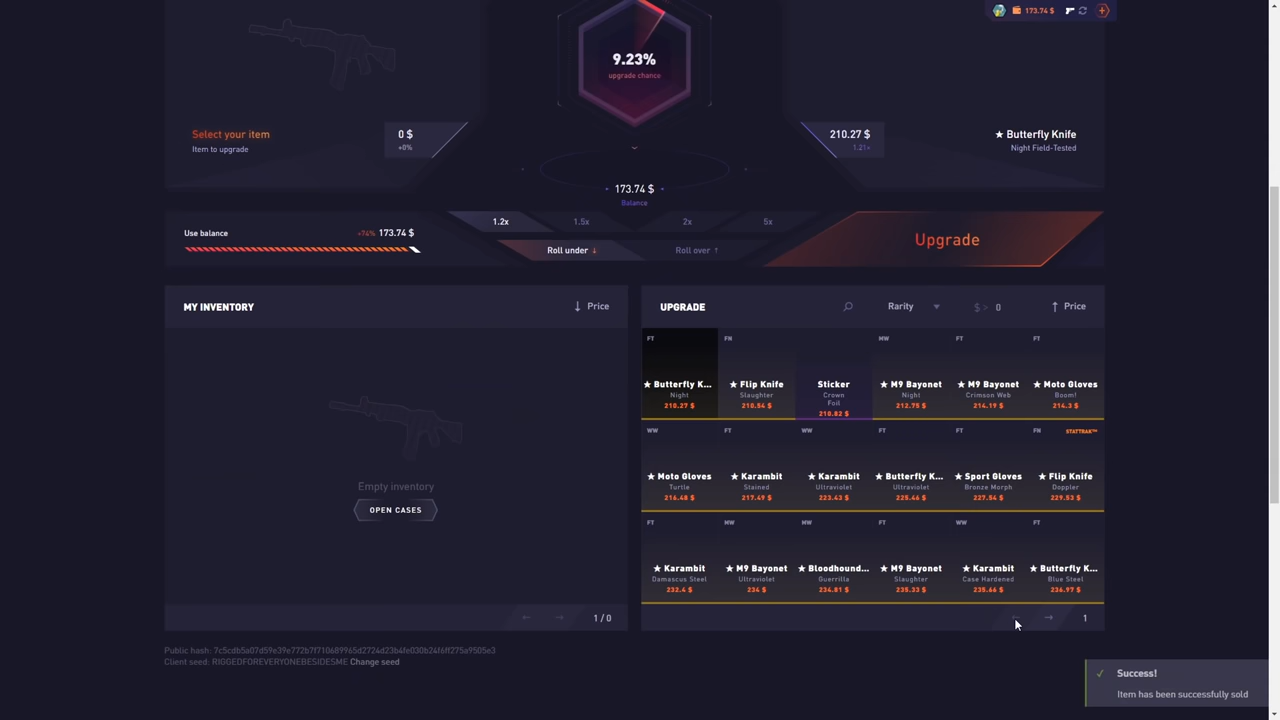 173.74 $
9.23%
upgrade chance
Select your item
Item to upgrade
0 $
+0%
210.27 $
1.21×
★ Butterfly Knife
Night Field-Tested
173.74 $
Balance
Use balance
+74% 173.74 $
1.2x 1.5x 2x 5x
Roll under ↓ Roll over ↑
Upgrade
MY INVENTORY
↓ Price
Empty inventory
OPEN CASES
← → 1 / 0
UPGRADE
Rarity
$ > 0
↑ Price
FT FN MW FT FT
★ Butterfly K... ★ Flip Knife Sticker ★ M9 Bayonet ★ M9 Bayonet ★ Moto Gloves
Night Slaughter Crown Foil Night Crimson Web Boom!
210.27 $ 210.54 $ 210.82 $ 212.75 $ 214.19 $ 214.3 $
WW FT WW FT FT FN STATTRAK™
★ Moto Gloves ★ Karambit ★ Karambit ★ Butterfly K... ★ Sport Gloves ★ Flip Knife
Turtle Stained Ultraviolet Ultraviolet Bronze Morph Doppler
216.48 $ 217.49 $ 223.43 $ 225.46 $ 227.54 $ 229.53 $
FT MW MW FT WW FT
★ Karambit ★ M9 Bayonet ★ Bloodhound... ★ M9 Bayonet ★ Karambit ★ Butterfly K...
Damascus Steel Ultraviolet Guerrilla Slaughter Case Hardened Blue Steel
232.4 $ 234 $ 234.81 $ 235.33 $ 235.66 $ 236.97 $
← → 1
Public hash: 7c5cdb5a07d59e39e772b7f710689965d2724d23b4fe030b24f6ff275a9505e3
Client seed: RIGGEDFOREVERYONEBESIDESME Change seed
✓ Success!
Item has been successfully sold